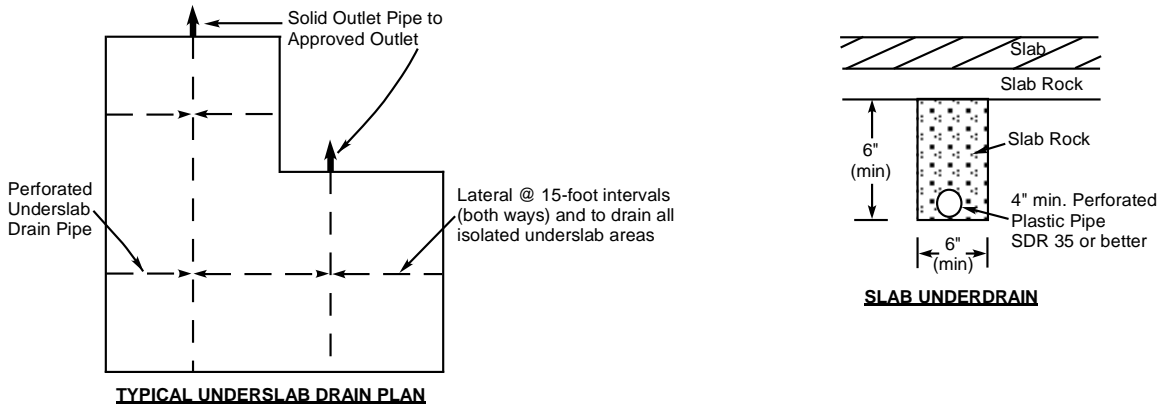 Solid Outlet Pipe to
Approved Outlet
Perforated
Underslab
Drain Pipe
Lateral @ 15-foot intervals
(both ways) and to drain all
isolated underslab areas
TYPICAL UNDERSLAB DRAIN PLAN
Slab
Slab Rock
6"
(min)
Slab Rock
4" min. Perforated
Plastic Pipe
SDR 35 or better
6"
(min)
SLAB UNDERDRAIN